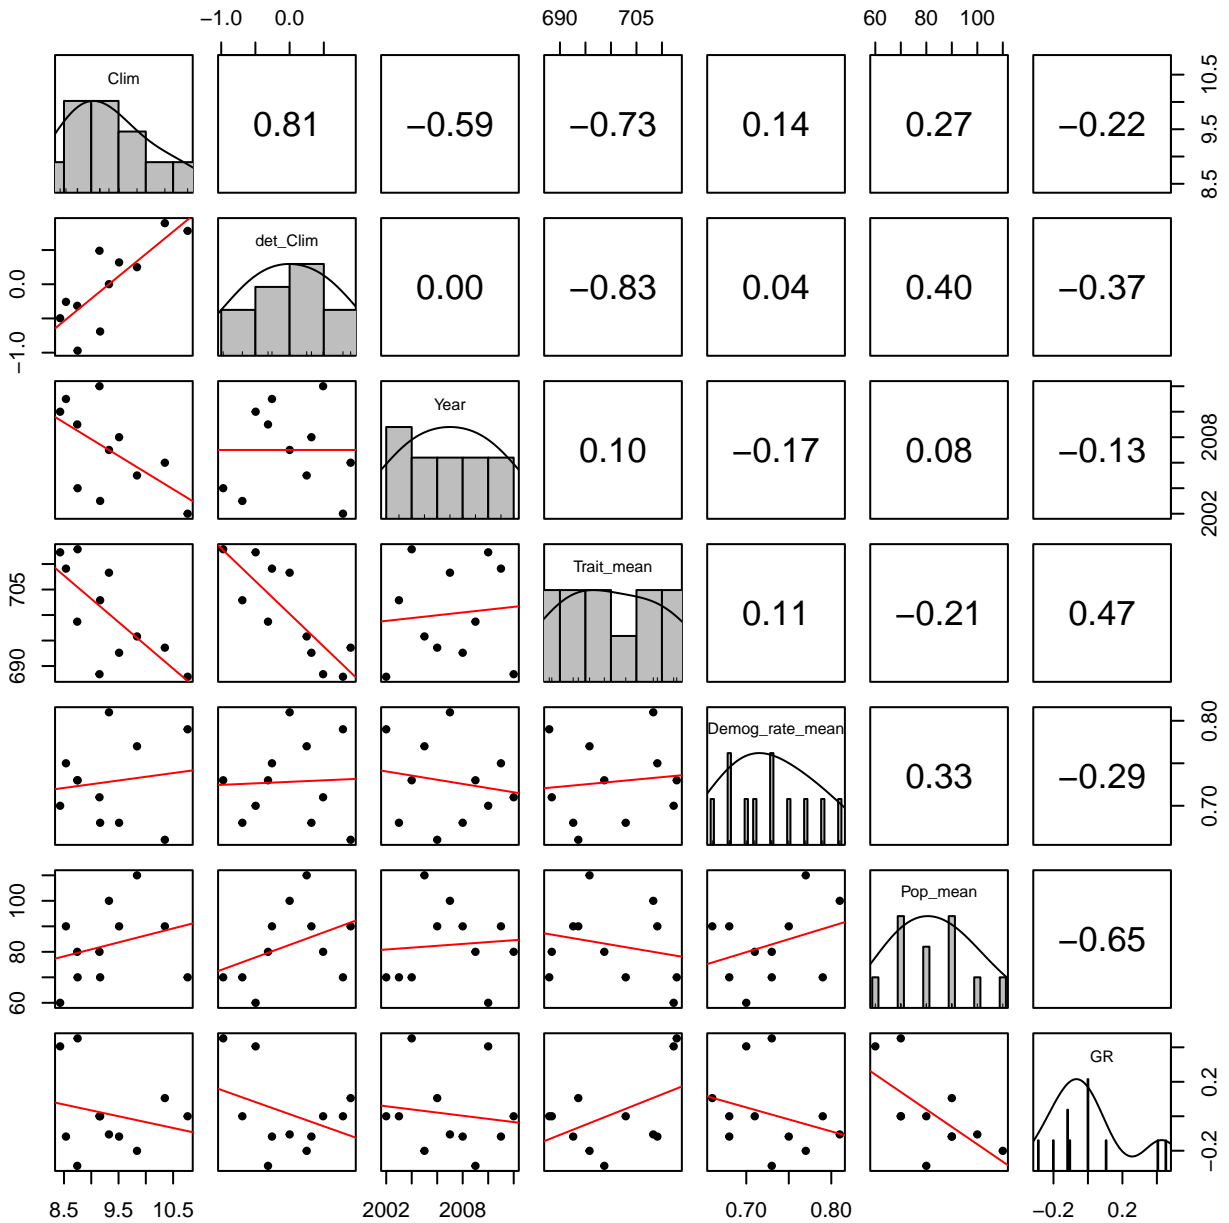 −1.0 0.0 690 705 60 80 100
Clim 0.81 −0.59 −0.73 0.14 0.27 −0.22 8.5 9.5 10.5
−1.0 0.0 det_Clim 0.00 −0.83 0.04 0.40 −0.37
Year 0.10 −0.17 0.08 −0.13 2002 2008
690 705 Trait_mean 0.11 −0.21 0.47
Demog_rate_mean 0.33 −0.29 0.70 0.80
60 80 100 Pop_mean −0.65
GR −0.2 0.2
8.5 9.5 10.5 2002 2008 0.70 0.80 −0.2 0.2